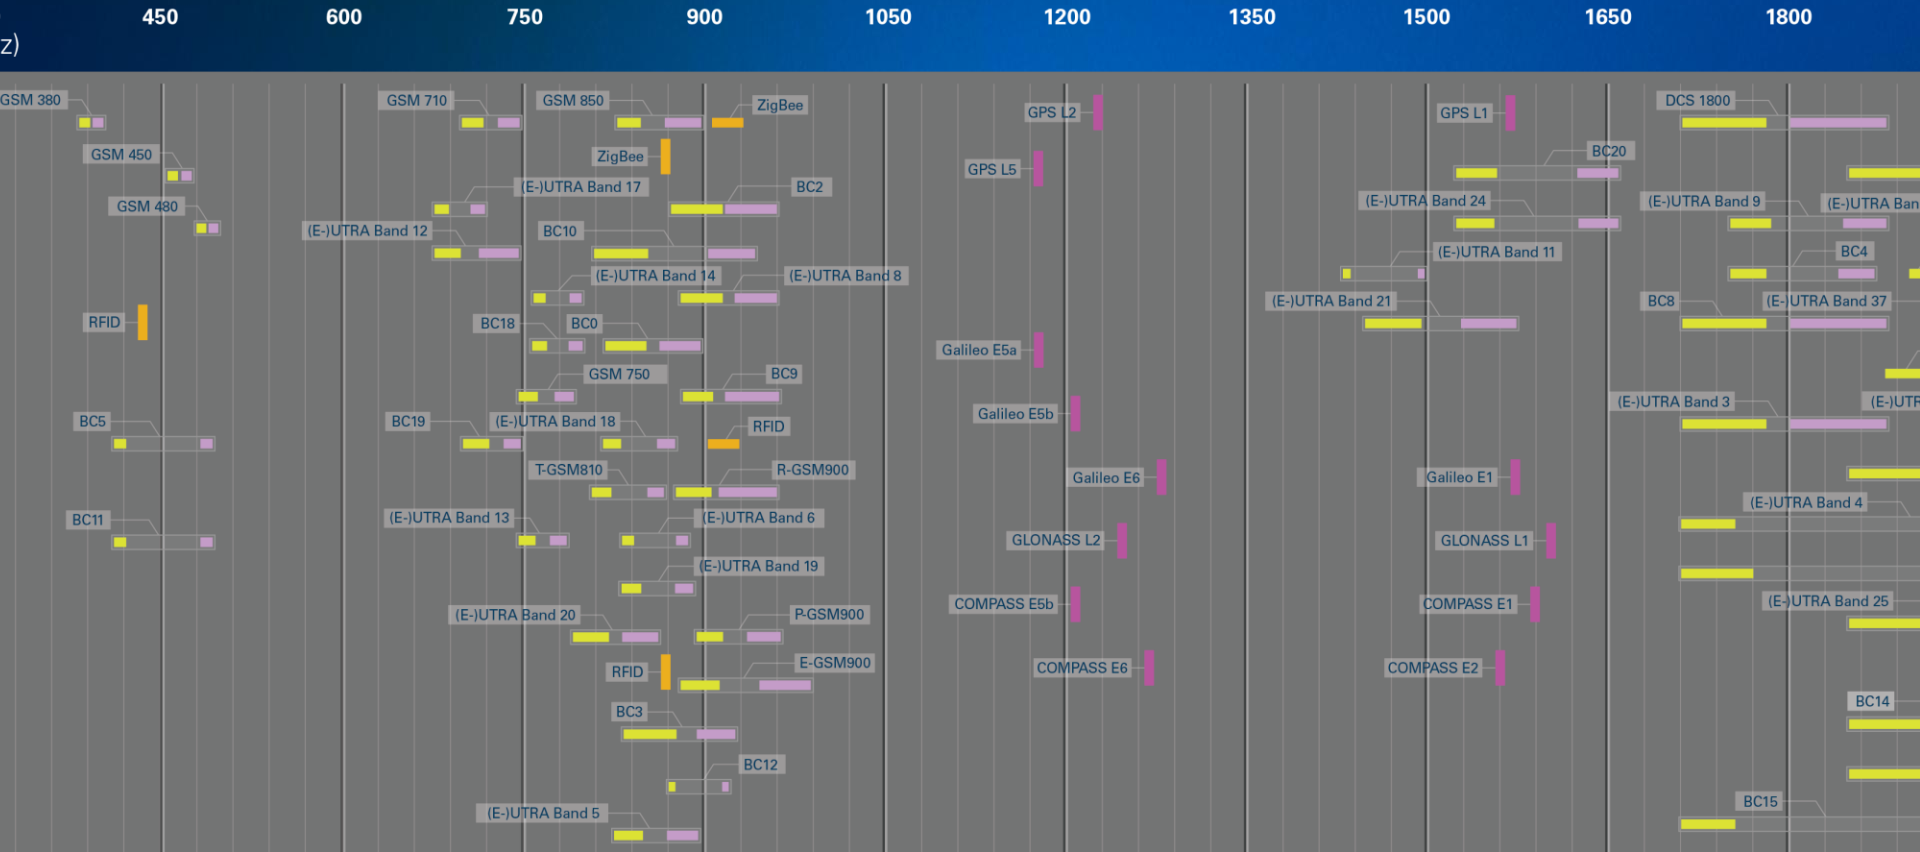 450 600 750 900 1050 1200 1350 1500 1650 1800
z)
GSM 380 GSM 710 GSM 850 ZigBee GPS L2 GPS L1 DCS 1800
GSM 450 ZigBee GPS L5 BC20
GSM 480 (E-)UTRA Band 17 BC2 (E-)UTRA Band 24 (E-)UTRA Band 9 (E-)UTRA Ban
(E-)UTRA Band 12 BC10 (E-)UTRA Band 11 BC4
(E-)UTRA Band 14 (E-)UTRA Band 8 (E-)UTRA Band 21 BC8 (E-)UTRA Band 37
RFID BC18 BC0 Galileo E5a
GSM 750 BC9 (E-)UTRA Band 3 (E-)UTR
BC5 BC19 (E-)UTRA Band 18 RFID Galileo E5b
T-GSM810 R-GSM900 Galileo E6 Galileo E1
BC11 (E-)UTRA Band 13 (E-)UTRA Band 6 (E-)UTRA Band 4
GLONASS L2 GLONASS L1
(E-)UTRA Band 19
COMPASS E5b COMPASS E1 (E-)UTRA Band 25
(E-)UTRA Band 20 P-GSM900
RFID E-GSM900 COMPASS E6 COMPASS E2
BC3 BC14
BC12
(E-)UTRA Band 5 BC15